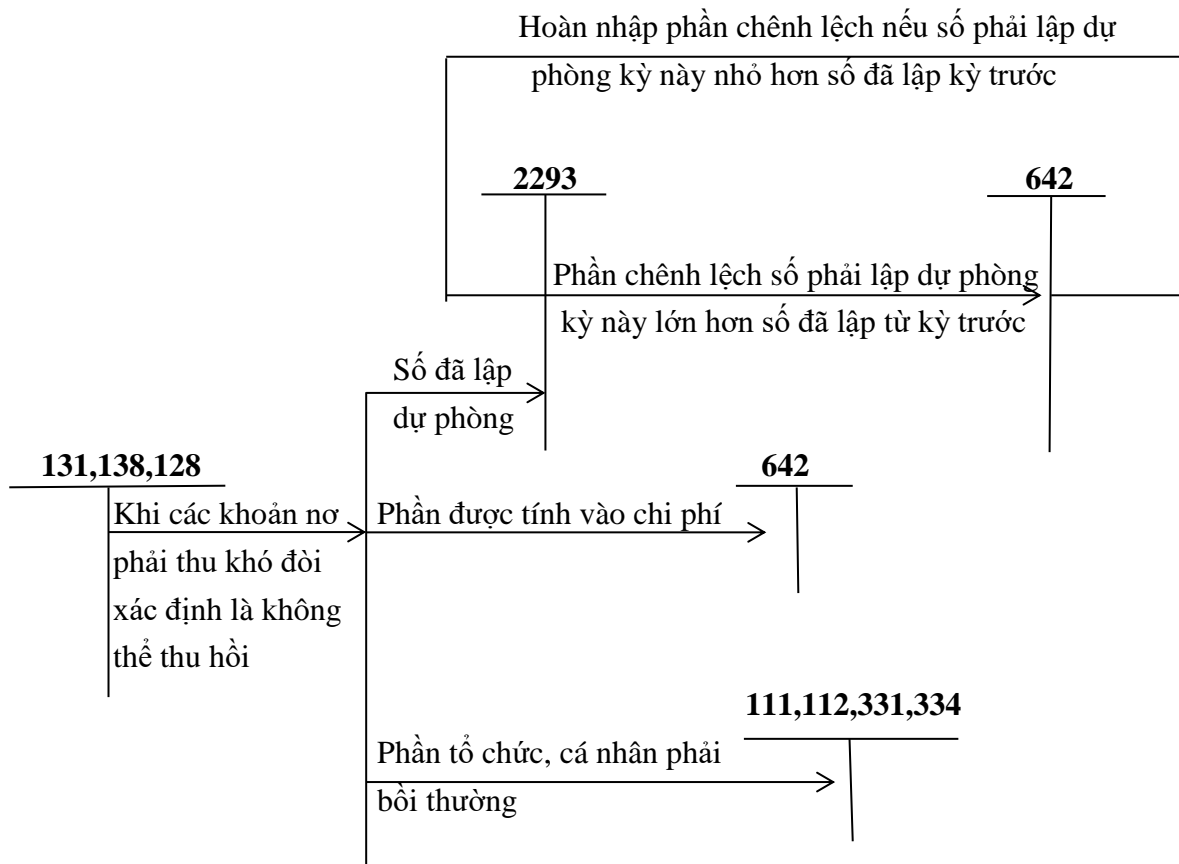 Hoàn nhập phần chênh lệch nếu số phải lập dự
phòng kỳ này nhỏ hơn số đã lập kỳ trước
2293
642
Phần chênh lệch số phải lập dự phòng
kỳ này lớn hơn số đã lập từ kỳ trước
Số đã lập
dự phòng
131,138,128
642
Khi các khoản nơ
phải thu khó đòi
xác định là không
thể thu hồi
Phần được tính vào chi phí
111,112,331,334
Phần tổ chức, cá nhân phải
bồi thường